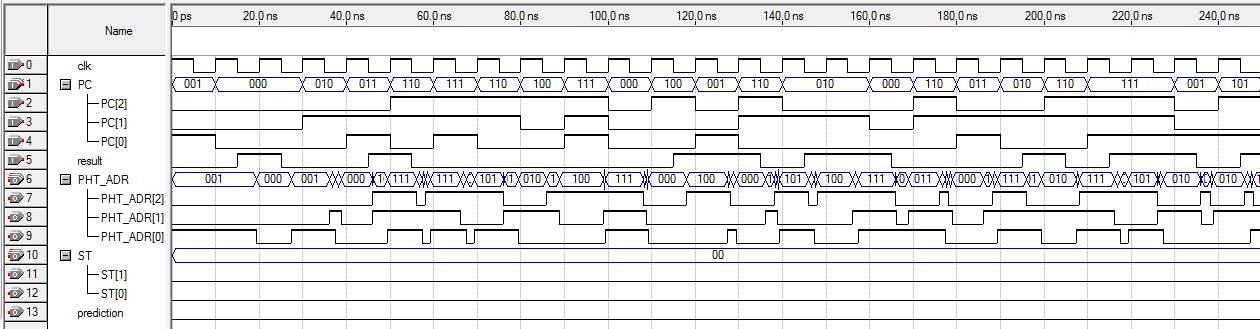 Name 0 ps 20.0 ns 40.0 ns 60.0 ns 80.0 ns 100.0 ns 120.0 ns 140.0 ns 160.0 ns 180.0 ns 200.0 ns 220.0 ns 240.0 ns
0 clk
1 PC 001 000 010 011 110 111 110 100 111 000 100 001 110 010 000 110 011 010 110 111 001 101
2 PC[2]
3 PC[1]
4 PC[0]
5 result
6 PHT_ADR 001 000 001 000 1 111 111 101 1 010 1 100 111 000 100 000 101 100 111 0 011 000 111 010 111 101 010 010
7 PHT_ADR[2]
8 PHT_ADR[1]
9 PHT_ADR[0]
10 ST 00
11 ST[1]
12 ST[0]
13 prediction